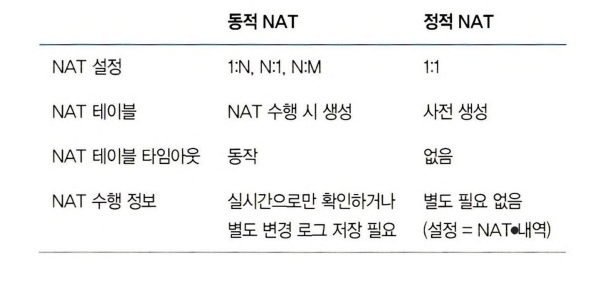 동적 NAT 정적 NAT
NAT 설정 1:N, N:1, N:M 1:1
NAT 테이블 NAT 수행 시 생성 사전 생성
NAT 테이블 타임아웃 동작 없음
NAT 수행 정보 실시간으로만 확인하거나 별도 필요 없음
별도 변경 로그 저장 필요 (설정 = NAT 내역)